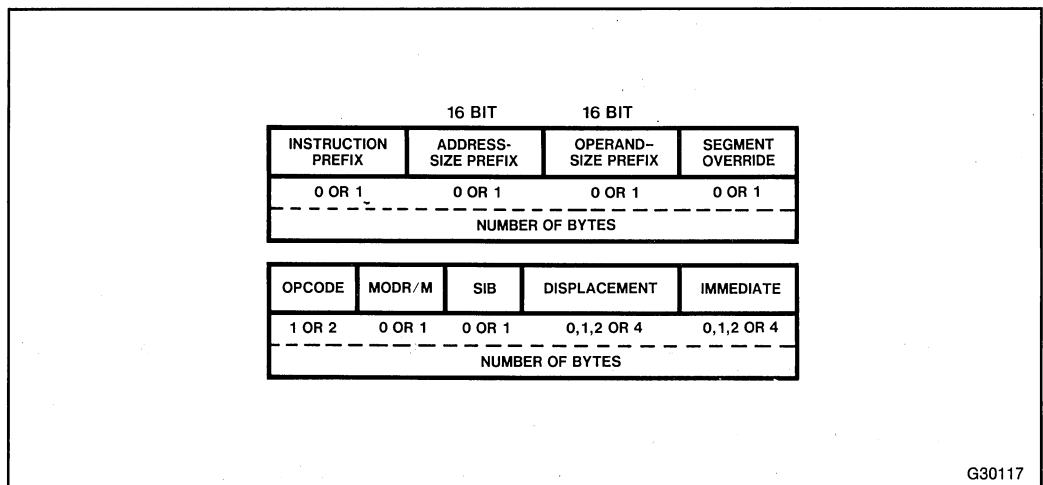 16 BIT 16 BIT
INSTRUCTION PREFIX ADDRESS-SIZE PREFIX OPERAND-SIZE PREFIX SEGMENT OVERRIDE
0 OR 1 0 OR 1 0 OR 1 0 OR 1
NUMBER OF BYTES
OPCODE MODR/M SIB DISPLACEMENT IMMEDIATE
1 OR 2 0 OR 1 0 OR 1 0,1,2 OR 4 0,1,2 OR 4
NUMBER OF BYTES
G30117